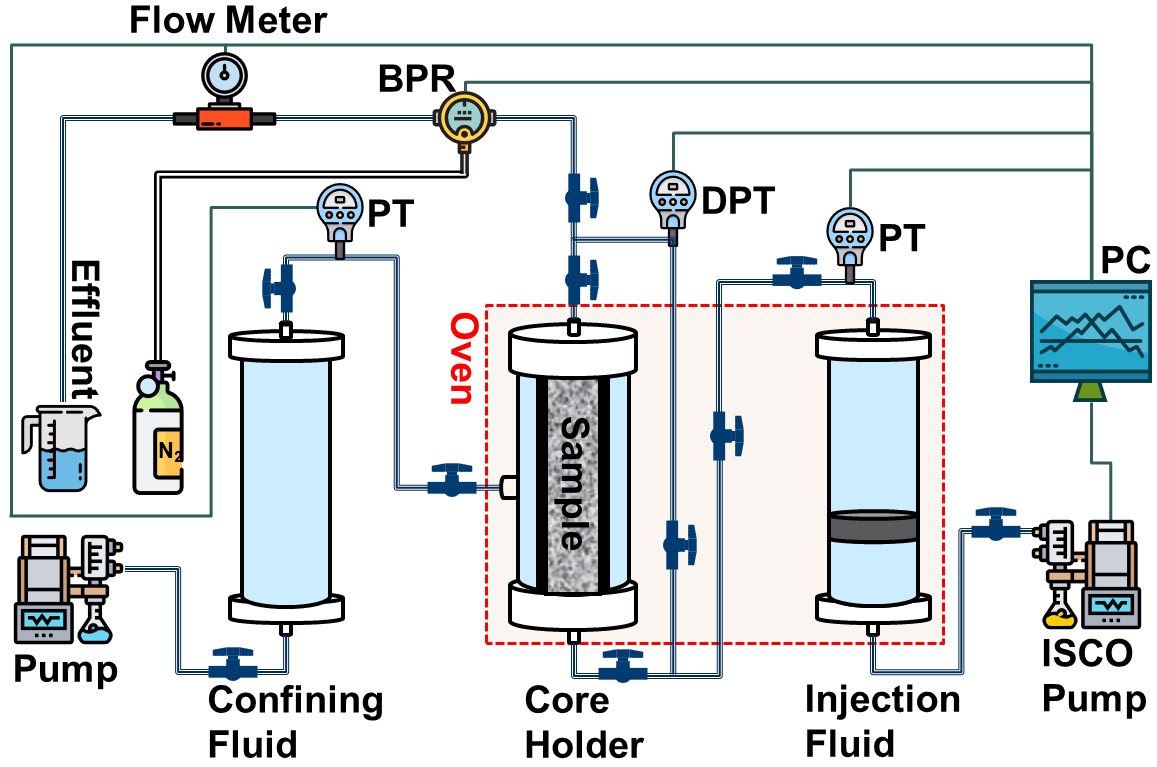 Flow Meter
BPR
PT
DPT
PT
PC
Effluent
Oven
N2
Sample
Pump
Confining
Fluid
Core
Holder
Injection
Fluid
ISCO
Pump